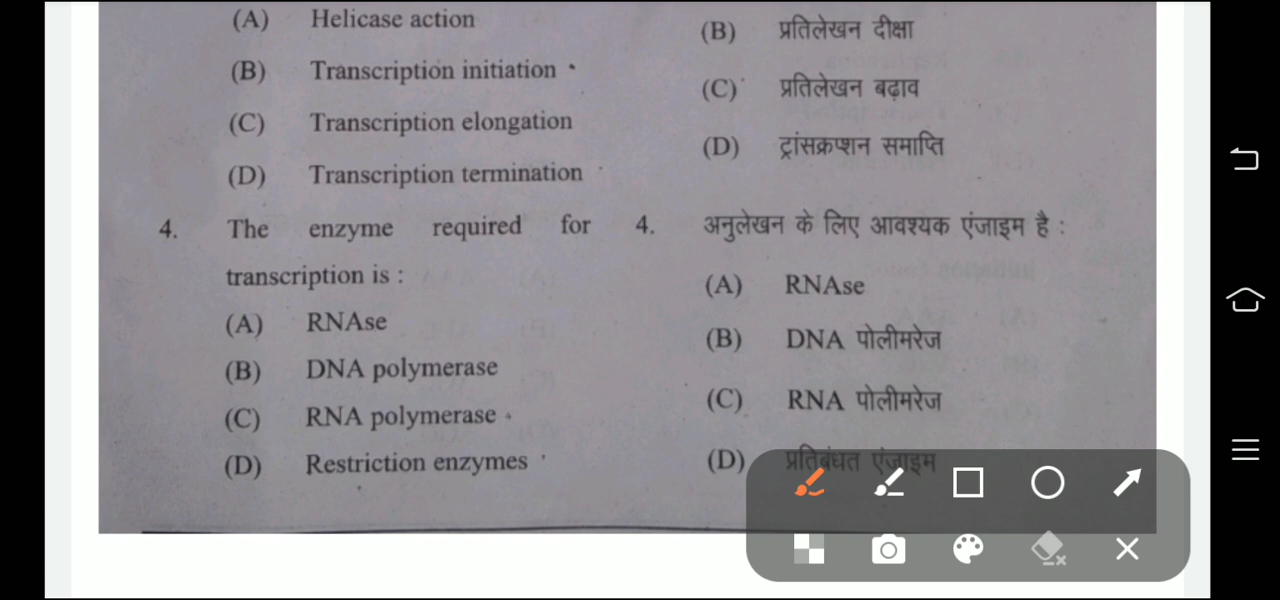 (A) Helicase action
(B) Transcription initiation
(C) Transcription elongation
(D) Transcription termination
4. The enzyme required for
transcription is :
(A) RNAse
(B) DNA polymerase
(C) RNA polymerase
(D) Restriction enzymes
(B) प्रतिलेखन दीक्षा
(C) प्रतिलेखन बढ़ाव
(D) ट्रांसक्रप्शन समाप्ति
4. अनुलेखन के लिए आवश्यक एंजाइम है :
(A) RNAse
(B) DNA पोलीमरेज
(C) RNA पोलीमरेज
(D) प्रतिबंधत एंजाइम